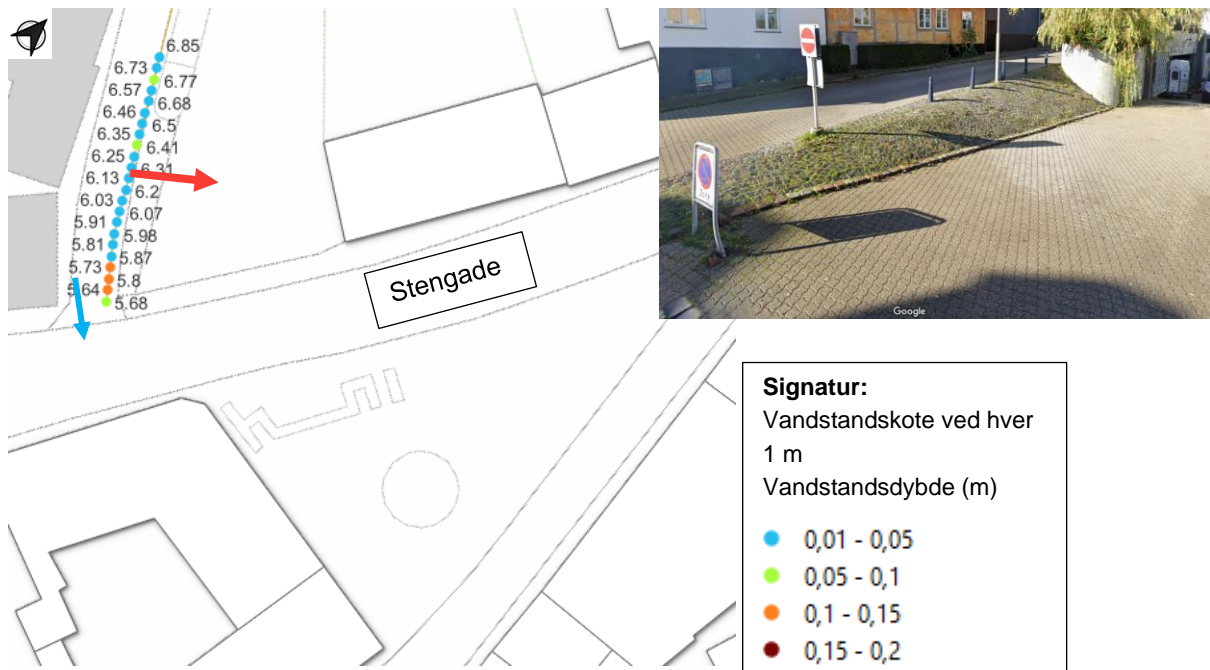 6.85
6.73
6.77
6.57
6.68
6.46
6.5
6.35
6.41
6.25
6.31
6.13
6.2
6.03
6.07
5.91
5.98
5.81
5.87
5.73
5.8
5.64
5.68
Stengade
Zone
Google
Signatur:
Vandstandskote ved hver
1 m
Vandstandsdybde (m)
0,01 - 0,05
0,05 - 0,1
0,1 - 0,15
0,15 - 0,2